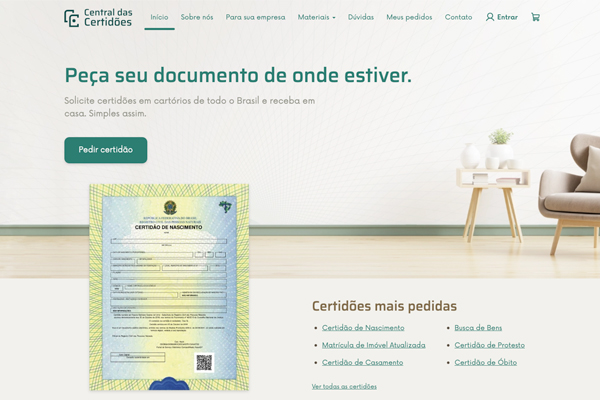 Central das
Certidões
Início
Sobre nós
Para sua empresa
Materiais
Dúvidas
Meus pedidos
Contato
Entrar
Peça seu documento de onde estiver.
Solicite certidões em cartórios de todo o Brasil e receba em
casa. Simples assim.
Pedir certidão
REPÚBLICA FEDERATIVA DO BRASIL
REGISTRO CIVIL DAS PESSOAS NATURAIS
CERTIDÃO DE NASCIMENTO
Certidões mais pedidas
Certidão de Nascimento
Busca de Bens
Matrícula de Imóvel Atualizada
Certidão de Protesto
Certidão de Casamento
Certidão de Óbito
Ver todas as certidões